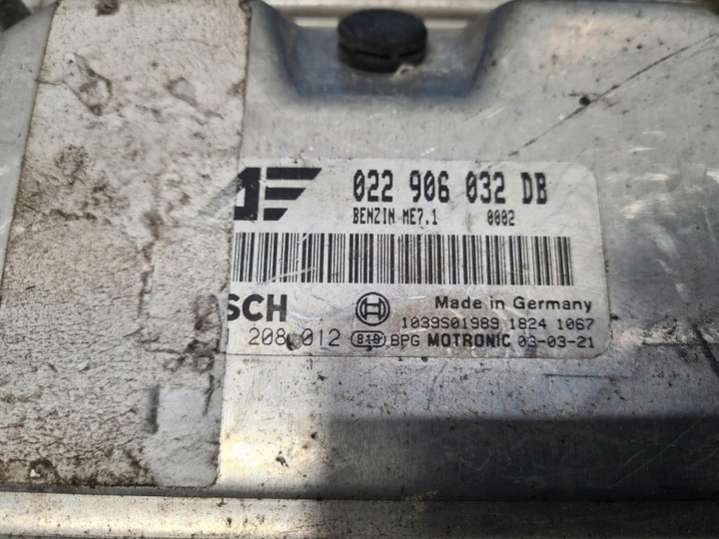 022 906 032 DB
BENZIN ME7.1 0002
SCH Made in Germany
1039S01989 1824 1067
208 012 BPG MOTRONIC 03-03-21